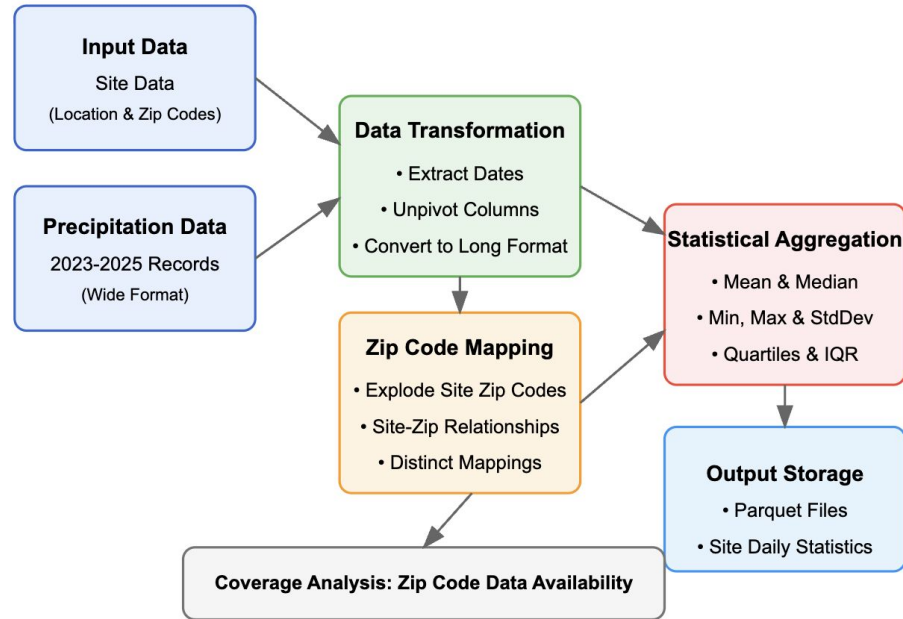 Input Data
Site Data
(Location & Zip Codes)
Precipitation Data
2023-2025 Records
(Wide Format)
Data Transformation
• Extract Dates
• Unpivot Columns
• Convert to Long Format
Zip Code Mapping
• Explode Site Zip Codes
• Site-Zip Relationships
• Distinct Mappings
Statistical Aggregation
• Mean & Median
• Min, Max & StdDev
• Quartiles & IQR
Output Storage
• Parquet Files
• Site Daily Statistics
Coverage Analysis: Zip Code Data Availability